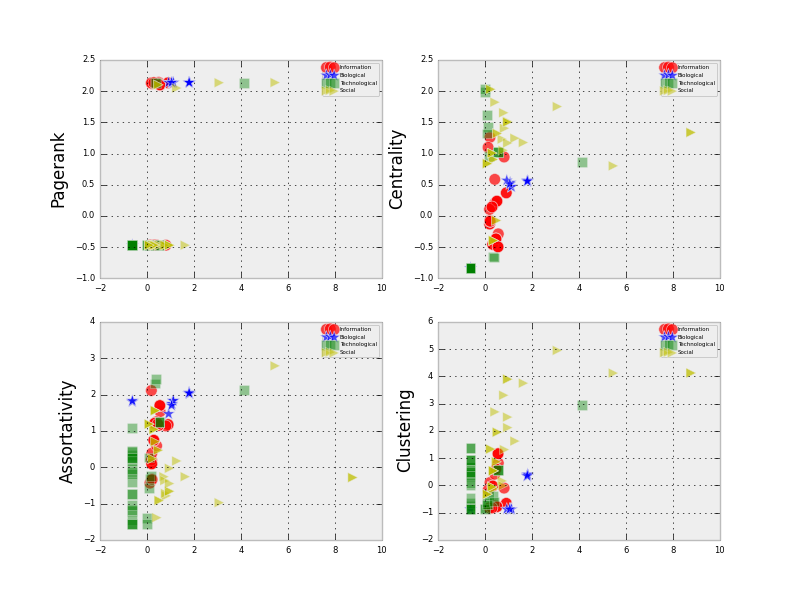 Pagerank
2.5
2.0
1.5
1.0
0.5
0.0
−0.5
−1.0
−2 0 2 4 6 8 10
Information
Biological
Technological
Social
Centrality
2.5
2.0
1.5
1.0
0.5
0.0
−0.5
−1.0
−2 0 2 4 6 8 10
Information
Biological
Technological
Social
Assortativity
4
3
2
1
0
−1
−2
−2 0 2 4 6 8 10
Information
Biological
Technological
Social
Clustering
6
5
4
3
2
1
0
−1
−2
−2 0 2 4 6 8 10
Information
Biological
Technological
Social